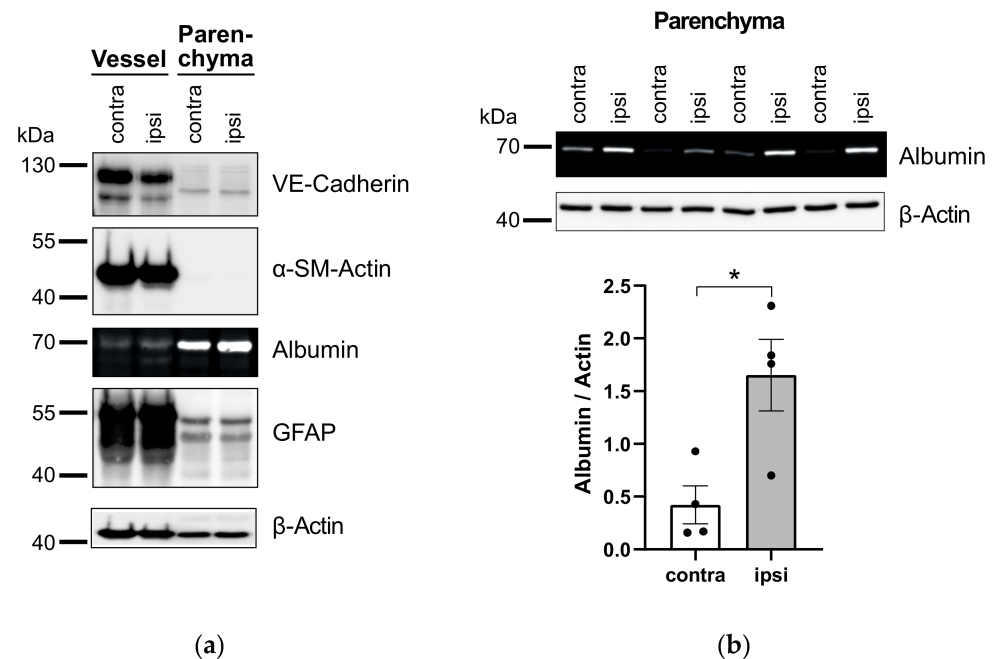 Vessel
Paren-
chyma
contra
ipsi
contra
ipsi
kDa
130
VE-Cadherin
55
α-SM-Actin
40
70
Albumin
55
GFAP
40
β-Actin
40
(a)
Parenchyma
contra
ipsi
contra
ipsi
contra
ipsi
contra
ipsi
kDa
70
Albumin
40
β-Actin
Albumin / Actin
2.5
2.0
1.5
1.0
0.5
0.0
*
contra
ipsi
(b)